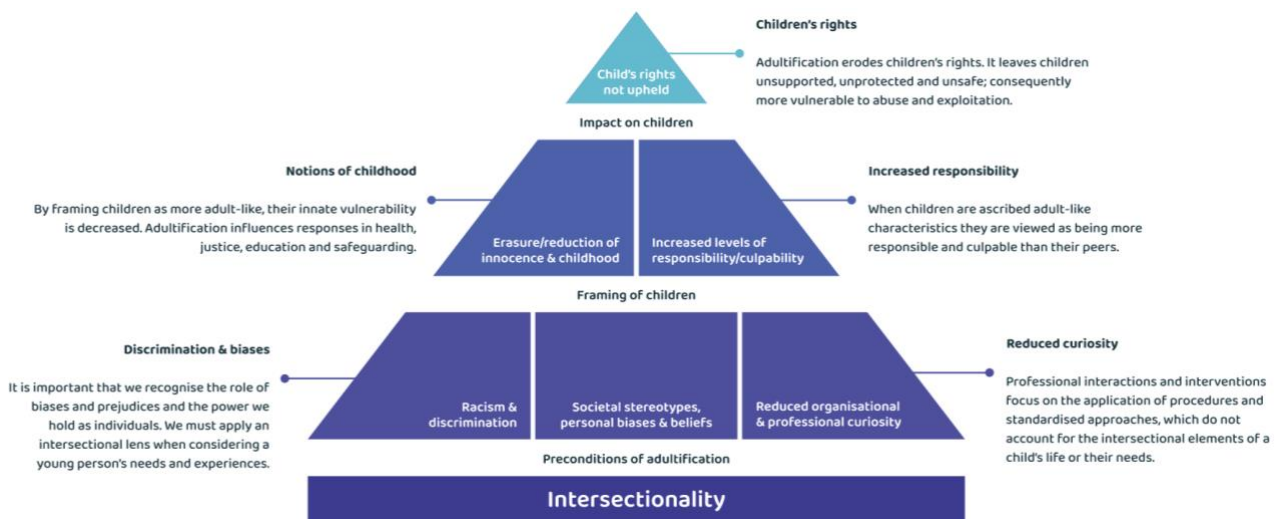 Children's rights
Adultification erodes children's rights. It leaves children
unsupported, unprotected and unsafe; consequently
more vulnerable to abuse and exploitation.
Child's rights
not upheld
Impact on children
Notions of childhood
By framing children as more adult-like, their innate vulnerability
is decreased. Adultification influences responses in health,
justice, education and safeguarding.
Erasure/reduction of
innocence & childhood
Increased levels of
responsibility/culpability
Increased responsibility
When children are ascribed adult-like
characteristics they are viewed as being more
responsible and culpable than their peers.
Framing of children
Discrimination & biases
It is important that we recognise the role of
biases and prejudices and the power we
hold as individuals. We must apply an
intersectional lens when considering a
young person's needs and experiences.
Racism &
discrimination
Societal stereotypes,
personal biases & beliefs
Reduced organisational
& professional curiosity
Reduced curiosity
Professional interactions and interventions
focus on the application of procedures and
standardised approaches, which do not
account for the intersectional elements of a
child's life or their needs.
Preconditions of adultification
Intersectionality